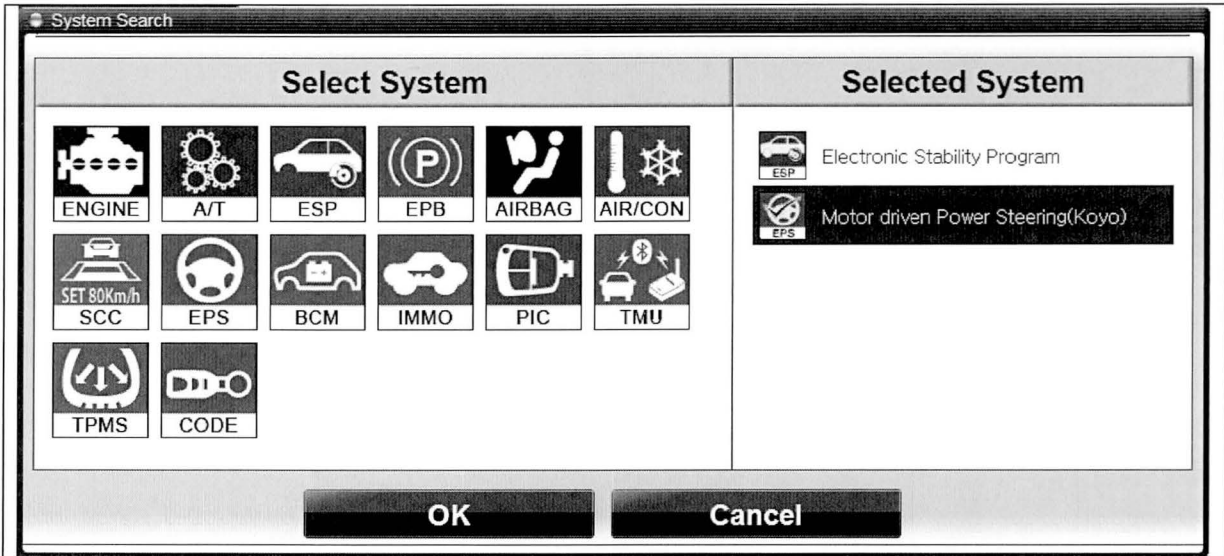 System Search
Select System
Selected System
ENGINE
A/T
ESP
EPB
AIRBAG
AIR/CON
SET 80Km/h
SCC
EPS
BCM
IMMO
PIC
TMU
TPMS
CODE
ESP
Electronic Stability Program
EPS
Motor driven Power Steering(Koyo)
OK
Cancel